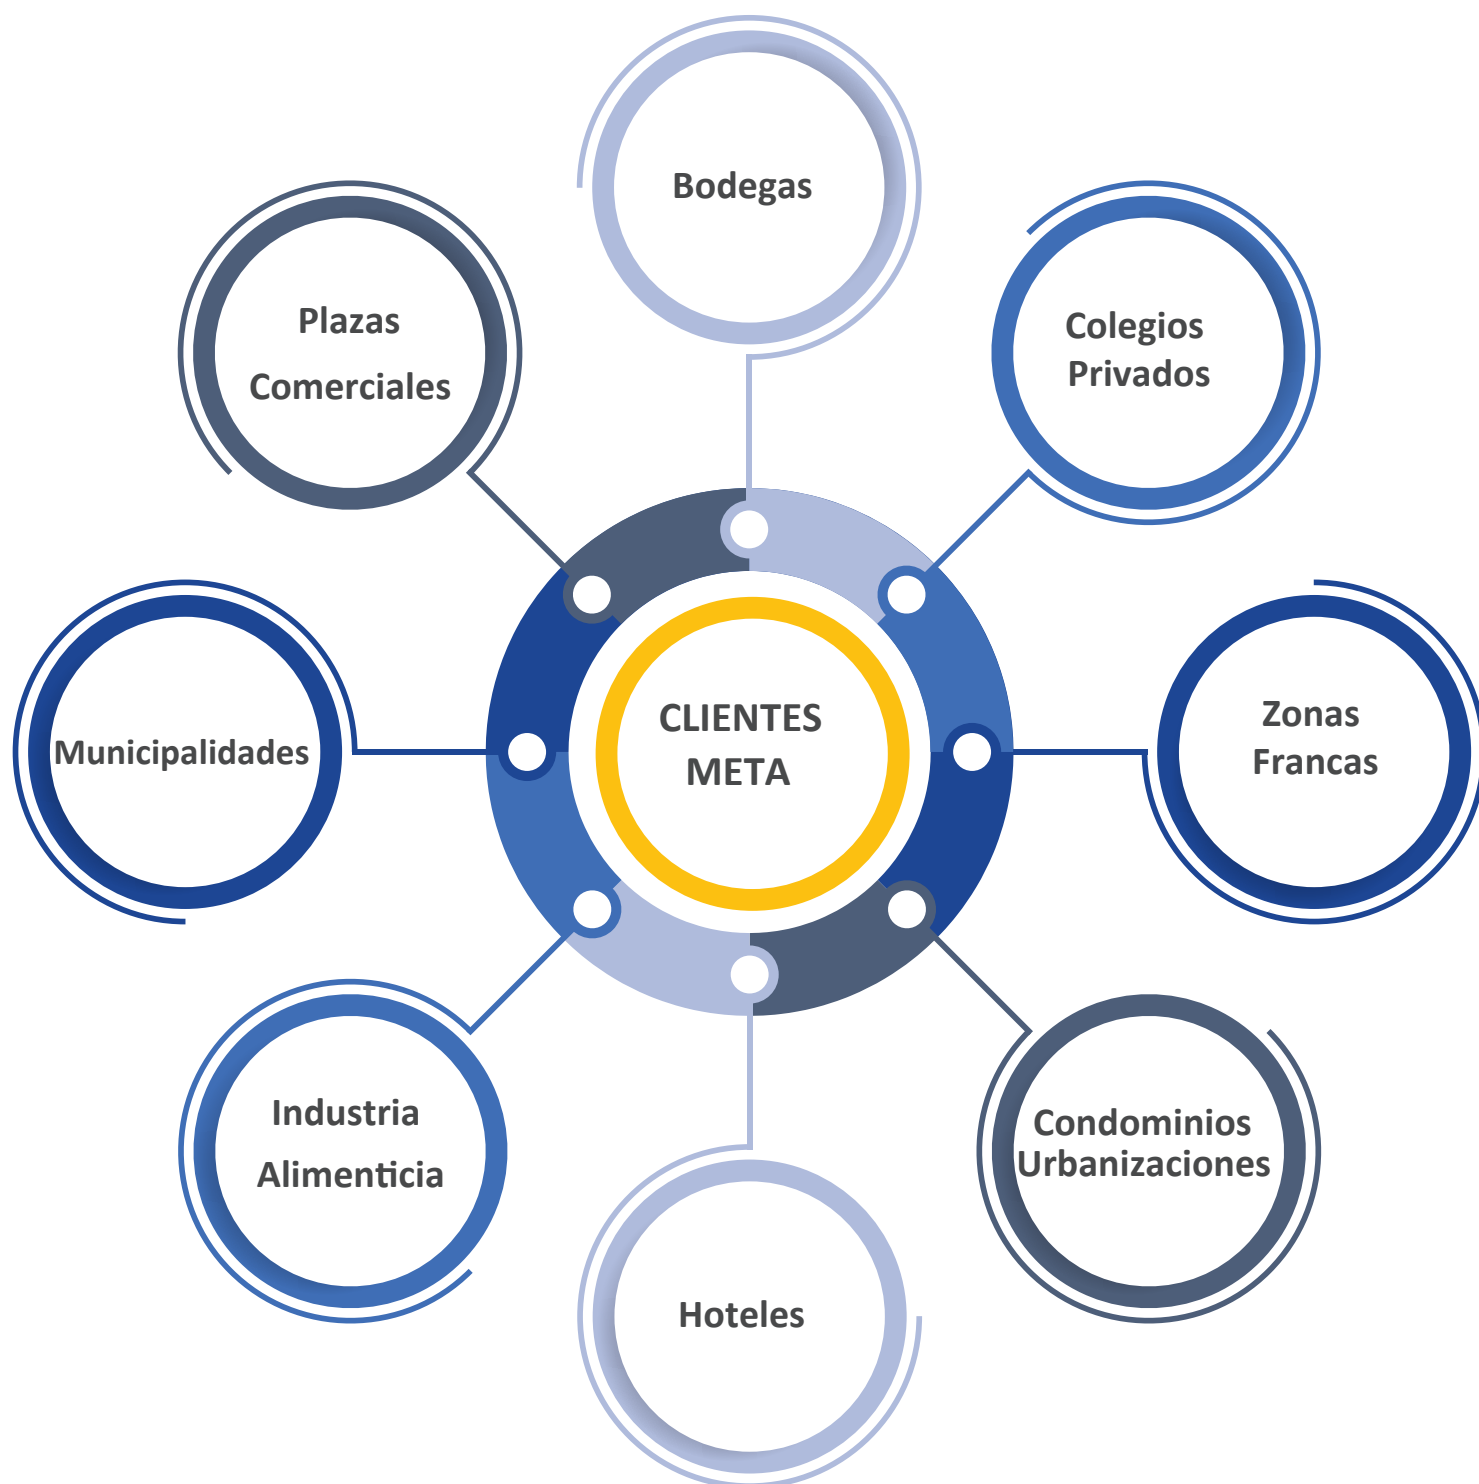 Bodegas
Plazas
Comerciales
Colegios
Privados
Municipalidades
CLIENTES
META
Zonas
Francas
Industria
Alimenticia
Condominios
Urbanizaciones
Hoteles